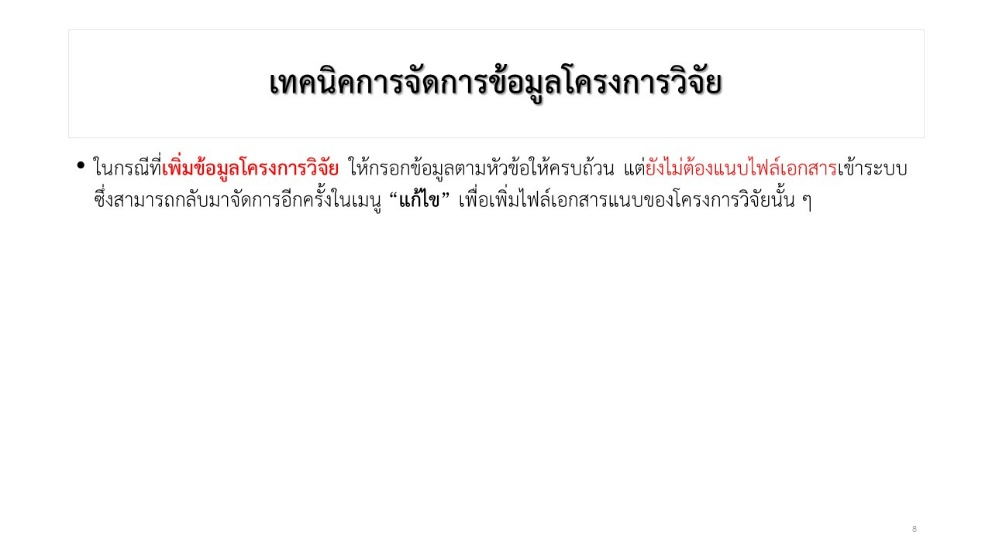 เทคนิคการจัดการข้อมูลโครงการวิจัย
• ในกรณีที่เพิ่มข้อมูลโครงการวิจัย ให้กรอกข้อมูลตามหัวข้อให้ครบถ้วน แต่ยังไม่ต้องแนบไฟล์เอกสารเข้าระบบ
ซึ่งสามารถกลับมาจัดการอีกครั้งในเมนู “แก้ไข” เพื่อเพิ่มไฟล์เอกสารแนบของโครงการวิจัยนั้น ๆ
8